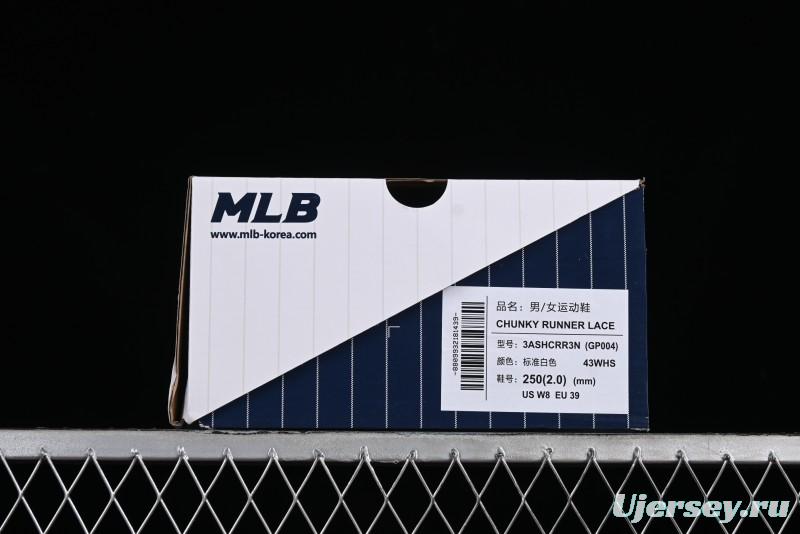 MLB
www.mlb-korea.com
品名: 男/女运动鞋
CHUNKY RUNNER LACE
型号: 3ASHCRR3N (GP004)
颜色: 标准白色 43WHS
鞋号: 250(2.0) (mm)
US W8 EU 39
-8809932181439-
Ujersey.ru